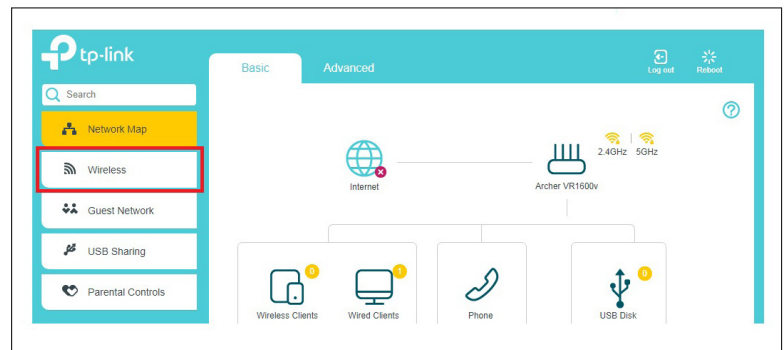 tp-link
Basic
Advanced
Log out
Reboot
Search
Network Map
Wireless
Guest Network
USB Sharing
Parental Controls
Internet
2.4GHz
5GHz
Archer VR1600v
0
Wireless Clients
1
Wired Clients
Phone
0
USB Disk